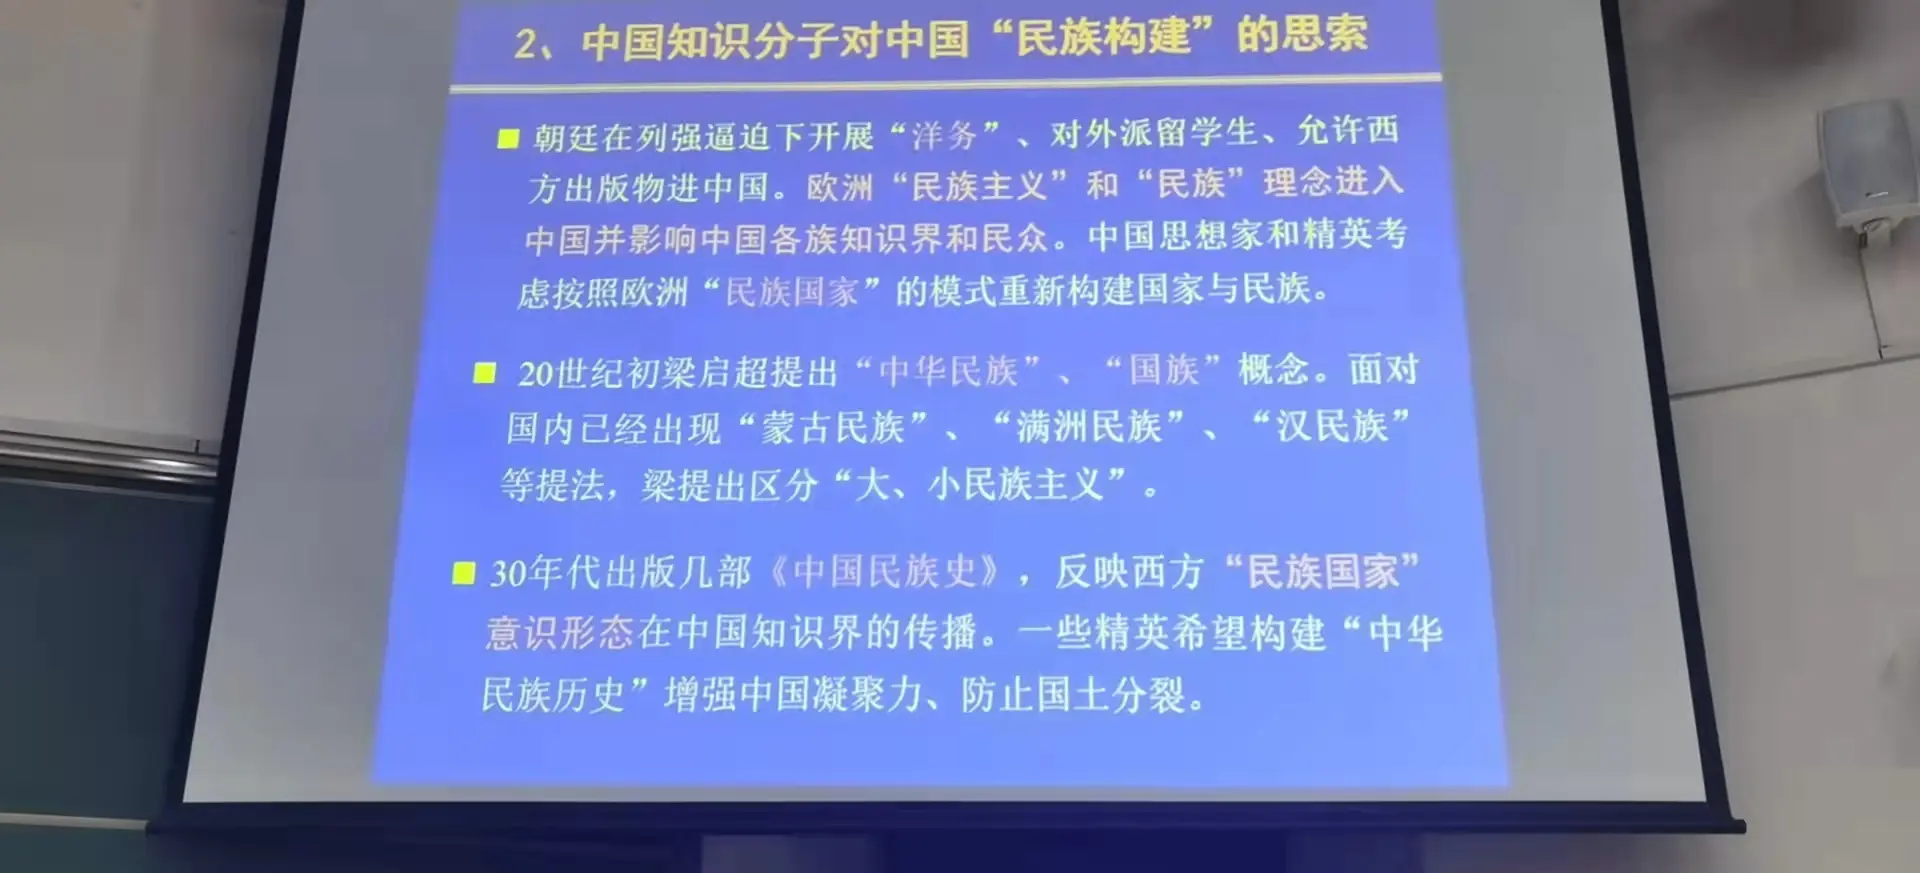 2、中国知识分子对中国“民族构建”的思索
朝廷在列强逼迫下开展“洋务”、对外派留学生、允许西
方出版物进中国。欧洲“民族主义”和“民族”理念进入
中国并影响中国各族知识界和民众。中国思想家和精英考
虑按照欧洲“民族国家”的模式重新构建国家与民族。
20世纪初梁启超提出“中华民族”、“国族”概念。面对
国内已经出现“蒙古民族”、“满洲民族”、“汉民族”
等提法，梁提出区分“大、小民族主义”。
30年代出版几部《中国民族史》，反映西方“民族国家”
意识形态在中国知识界的传播。一些精英希望构建“中华
民族历史”增强中国凝聚力、防止国土分裂。